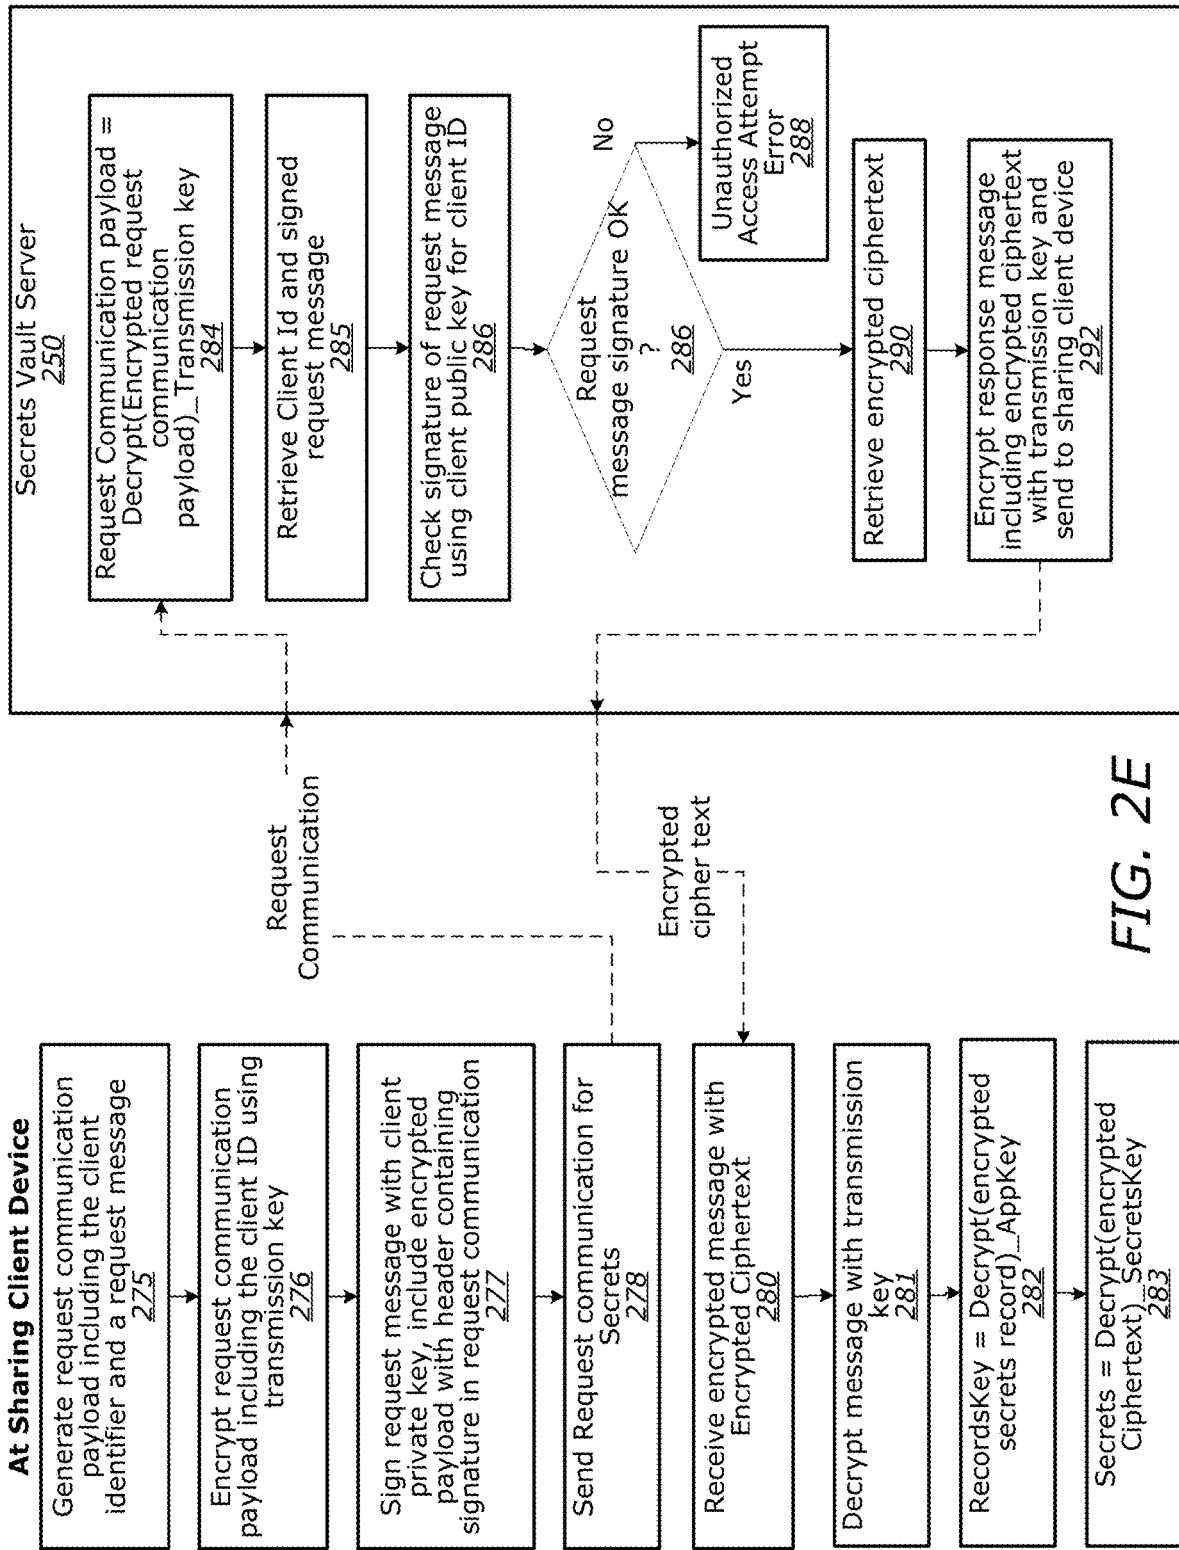 At Sharing Client Device
Generate request communication
payload including the client
identifier and a request message
275
Encrypt request communication
payload including the client ID using
transmission key
276
Sign request message with client
private key, include encrypted
payload with header containing
signature in request communication
277
Send Request communication for
Secrets
278
Receive encrypted message with
Encrypted Ciphertext
280
Decrypt message with transmission
key
281
RecordsKey = Decrypt(encrypted
secrets record)_AppKey
282
Secrets = Decrypt(encrypted
Ciphertext)_SecretsKey
283
Request
Communication
Encrypted
cipher text
Secrets Vault Server
250
Request Communication payload =
Decrypt(Encrypted request
communication
payload)_Transmission key
284
Retrieve Client Id and signed
request message
285
Check signature of request message
using client public key for client ID
286
Request
message signature OK
?
286
No
Unauthorized
Access Attempt
Error
288
Yes
Retrieve encrypted ciphertext
290
Encrypt response message
including encrypted ciphertext
with transmission key and
send to sharing client device
292
FIG. 2E